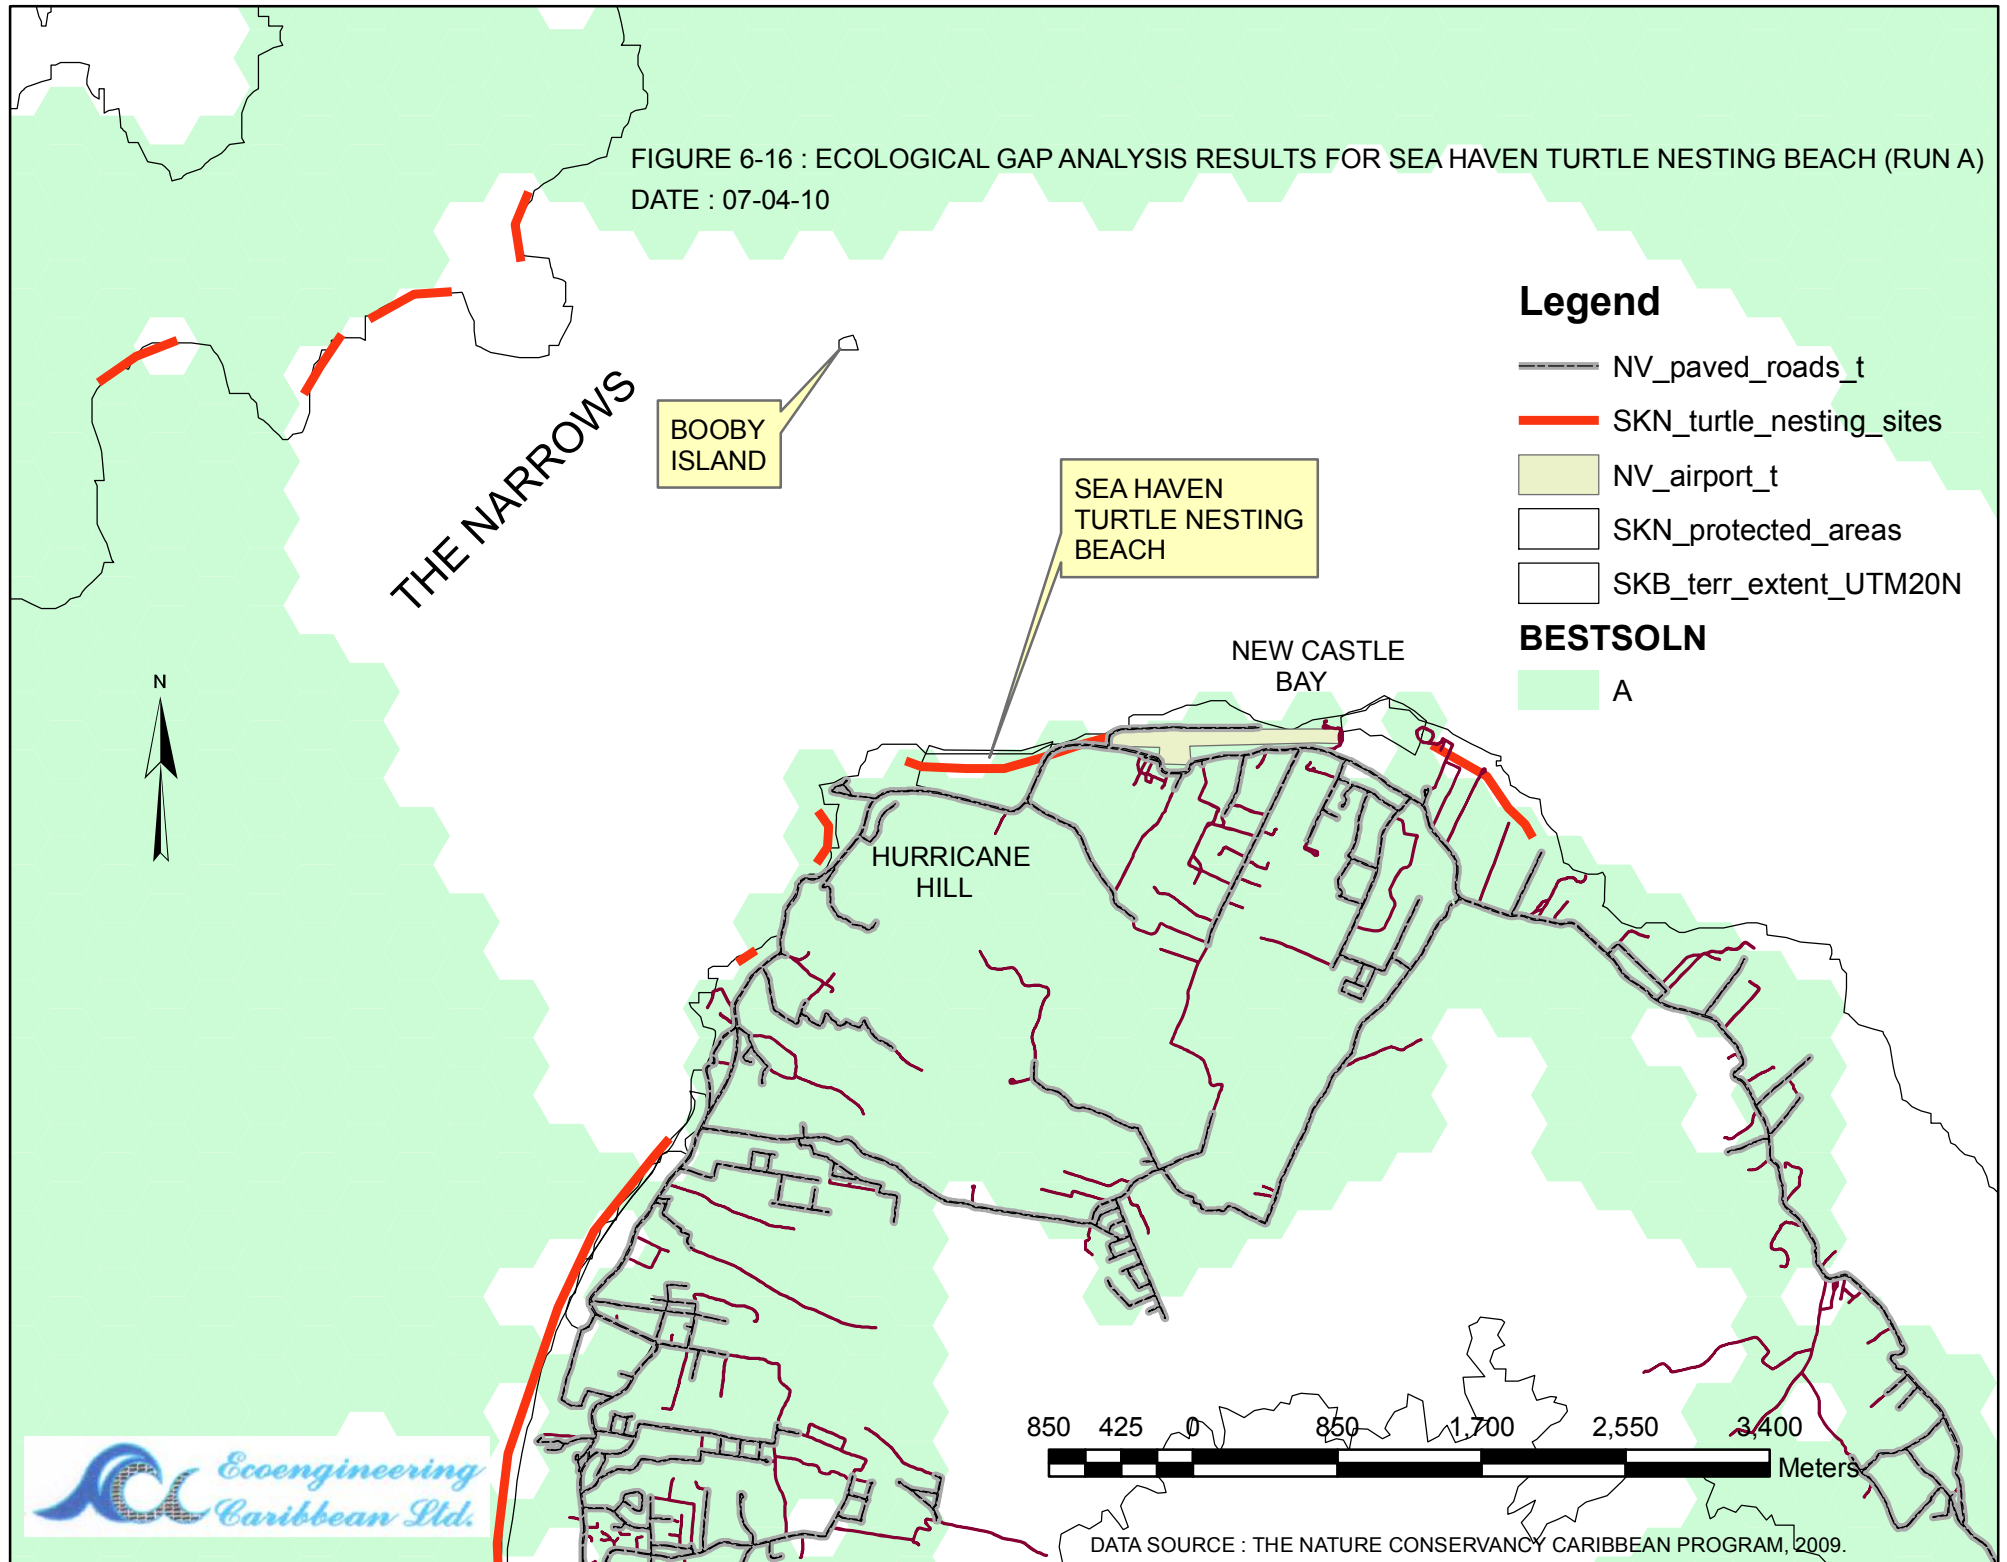 FIGURE 6-16 : ECOLOGICAL GAP ANALYSIS RESULTS FOR SEA HAVEN TURTLE NESTING BEACH (RUN A)
DATE : 07-04-10
Legend
NV_paved_roads_t
SKN_turtle_nesting_sites
NV_airport_t
SKN_protected_areas
SKB_terr_extent_UTM20N
BESTSOLN
A
THE NARROWS
BOOBY
ISLAND
SEA HAVEN
TURTLE NESTING
BEACH
NEW CASTLE
BAY
N
HURRICANE
HILL
850 425 0 850 1,700 2,550 3,400
Meters
Ecoengineering
Caribbean Ltd.
DATA SOURCE : THE NATURE CONSERVANCY CARIBBEAN PROGRAM, 2009.